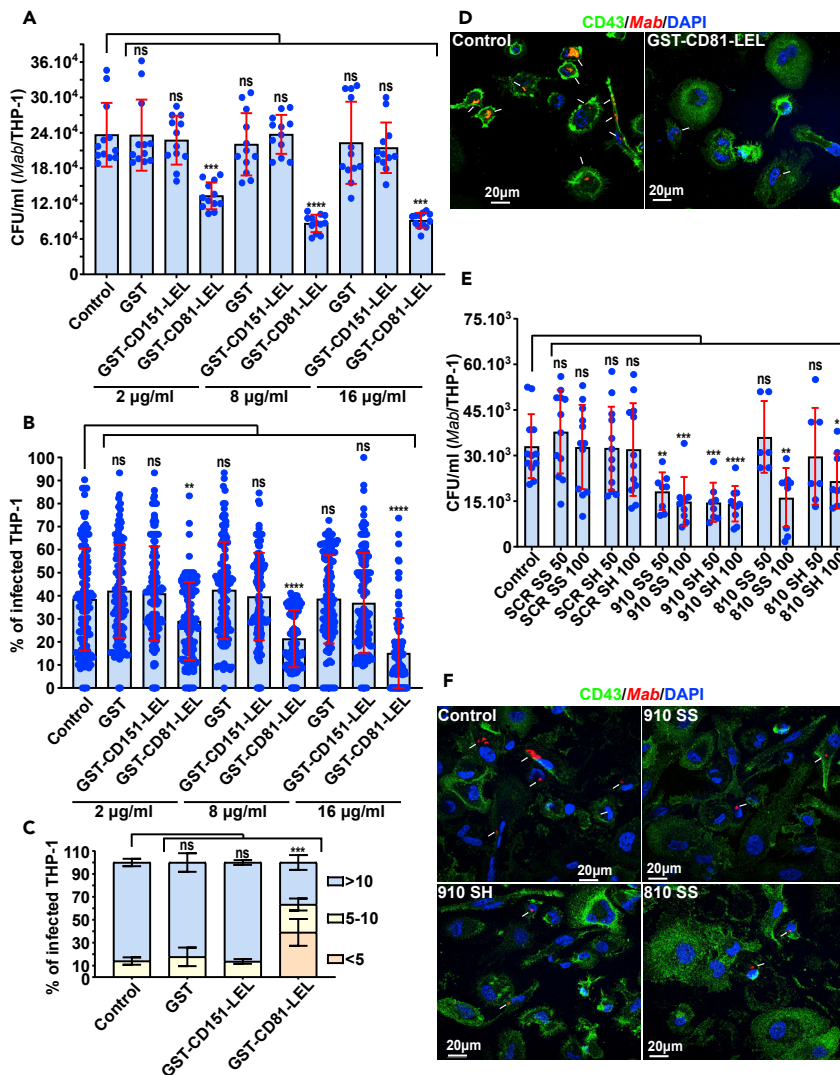 A
CFU/ml (Mab/THP-1)
36.10⁴
30.10⁴
24.10⁴
18.10⁴
12.10⁴
6.10⁴
0
ns
ns
***
ns
ns
****
ns
ns
***
Control
GST
GST-CD151-LEL
GST-CD81-LEL
GST
GST-CD151-LEL
GST-CD81-LEL
GST
GST-CD151-LEL
GST-CD81-LEL
2 µg/ml
8 µg/ml
16 µg/ml
B
% of infected THP-1
100
90
80
70
60
50
40
30
20
10
0
ns
ns
**
ns
ns
****
ns
ns
****
Control
GST
GST-CD151-LEL
GST-CD81-LEL
GST
GST-CD151-LEL
GST-CD81-LEL
GST
GST-CD151-LEL
GST-CD81-LEL
2 µg/ml
8 µg/ml
16 µg/ml
C
% of infected THP-1
110
90
70
50
30
10
ns
ns
***
>10
5-10
<5
Control
GST
GST-CD151-LEL
GST-CD81-LEL
D
CD43/Mab/DAPI
Control
GST-CD81-LEL
20µm
20µm
E
CFU/ml (Mab/THP-1)
75.10³
60.10³
45.10³
30.10³
15.10³
0
ns
ns
ns
ns
**
***
***
****
ns
**
ns
Control
SCR SS 50
SCR SS 100
SCR SH 50
SCR SH 100
910 SS 50
910 SS 100
910 SH 50
910 SH 100
810 SS 50
810 SS 100
810 SH 50
810 SH 100
F
CD43/Mab/DAPI
Control
910 SS
20µm
20µm
910 SH
810 SS
20µm
20µm